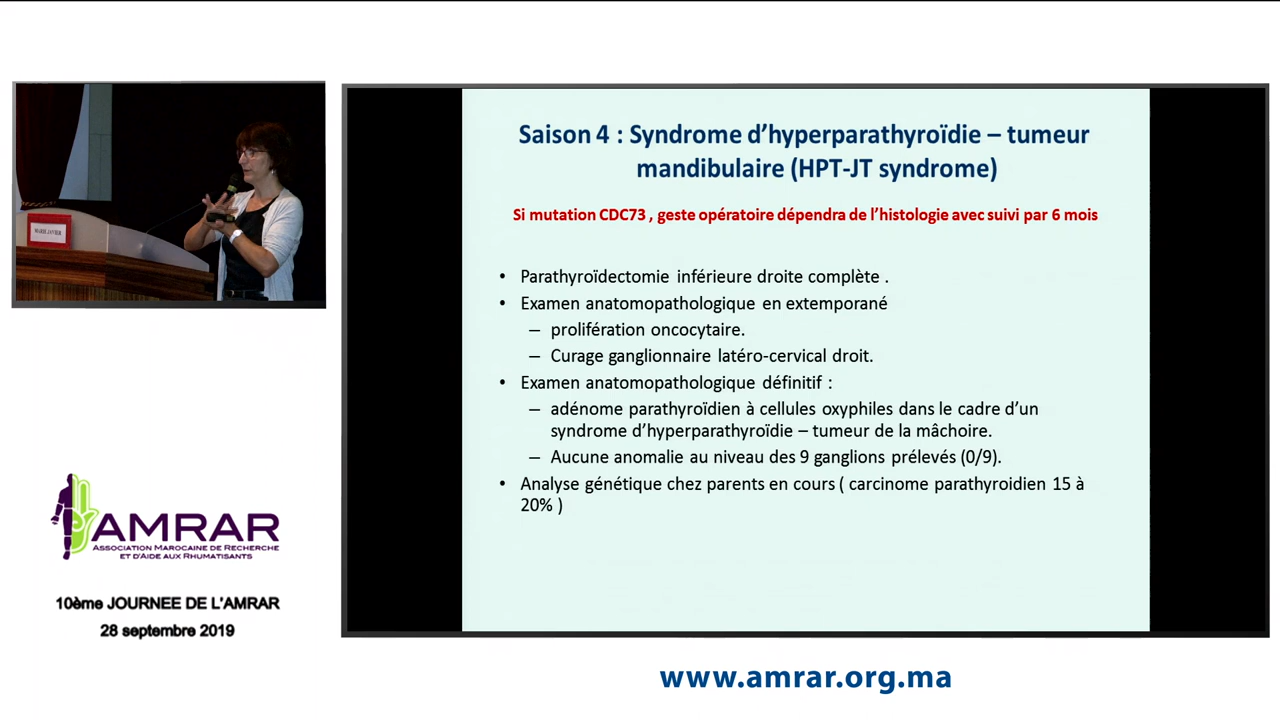 MARIE JANVIER
Saison 4 : Syndrome d’hyperparathyroïdie – tumeur
mandibulaire (HPT-JT syndrome)
Si mutation CDC73 , geste opératoire dépendra de l’histologie avec suivi par 6 mois
• Parathyroïdectomie inférieure droite complète .
• Examen anatomopathologique en extemporané
– prolifération oncocytaire.
– Curage ganglionnaire latéro-cervical droit.
• Examen anatomopathologique définitif :
– adénome parathyroïdien à cellules oxyphiles dans le cadre d’un
syndrome d’hyperparathyroïdie – tumeur de la mâchoire.
– Aucune anomalie au niveau des 9 ganglions prélevés (0/9).
• Analyse génétique chez parents en cours ( carcinome parathyroidien 15 à
20% )
AMRAR
ASSOCIATION MAROCAINE DE RECHERCHE
ET D'AIDE AUX RHUMATISANTS
10ème JOURNEE DE L'AMRAR
28 septembre 2019
www.amrar.org.ma